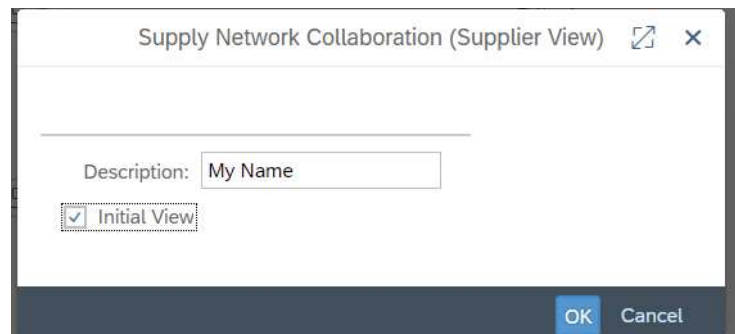 Supply Network Collaboration (Supplier View)
Description: My Name
Initial View
OK Cancel